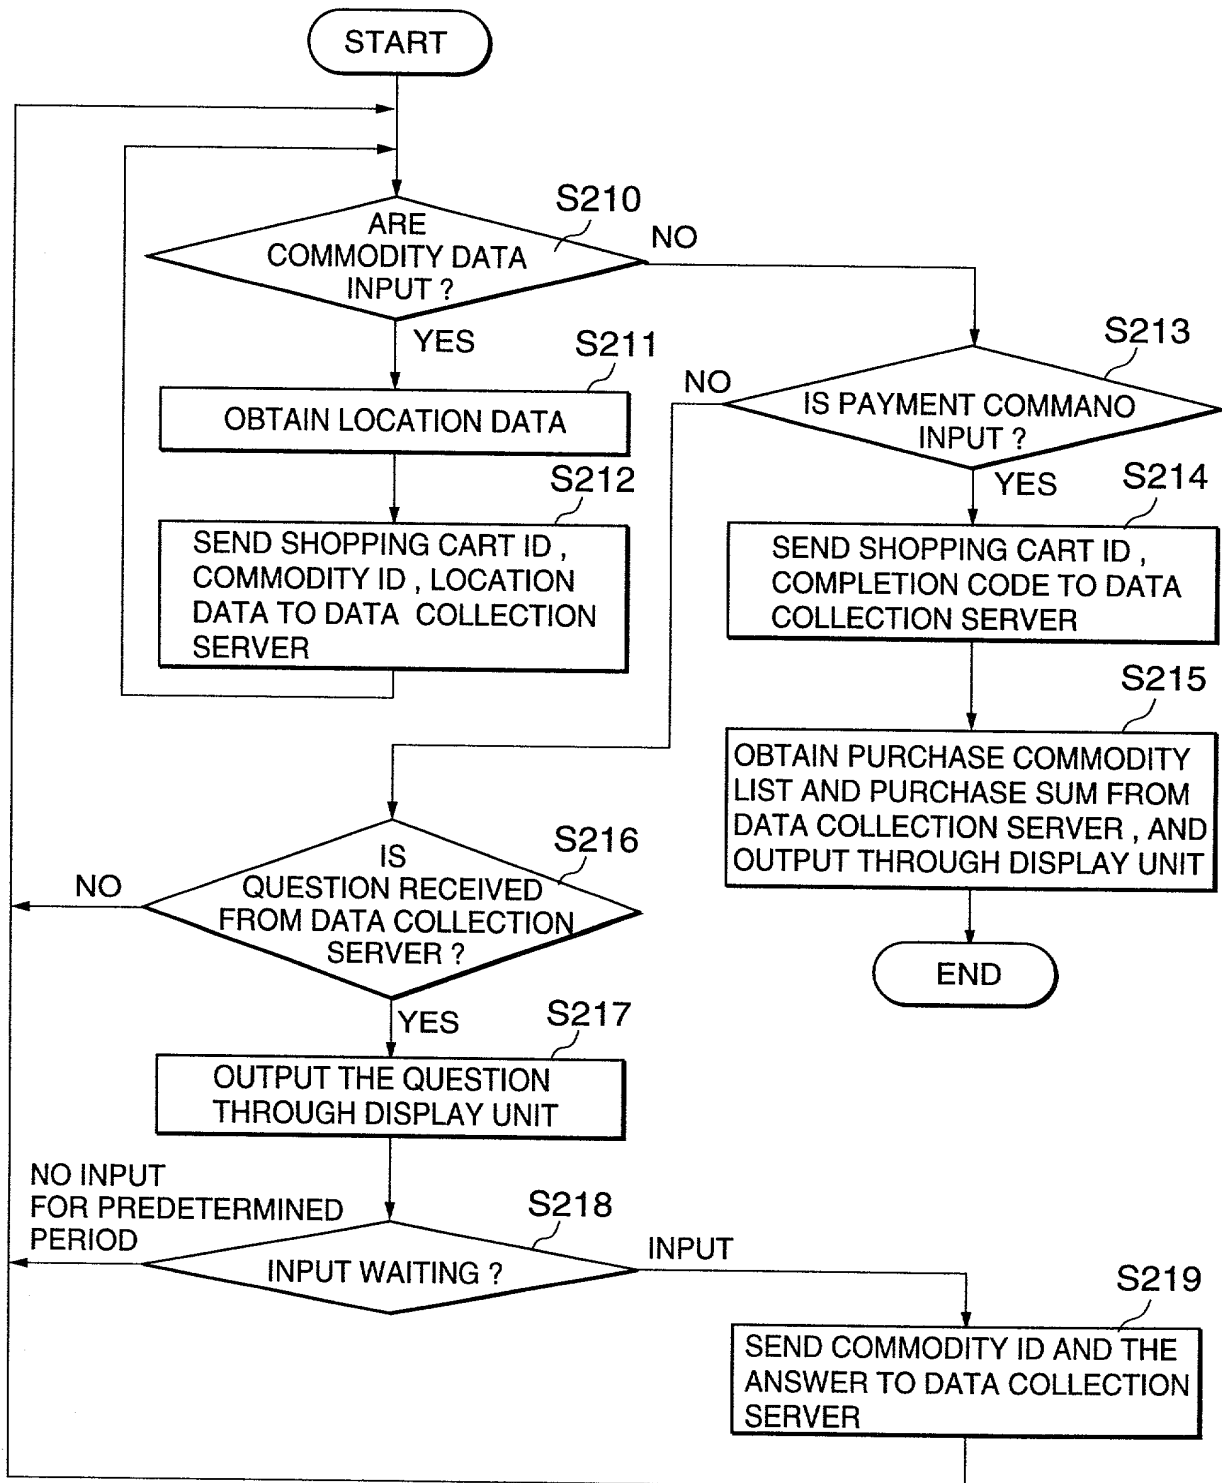 START
S210
ARE
COMMODITY DATA
INPUT ?
NO
YES
S211
OBTAIN LOCATION DATA
S212
SEND SHOPPING CART ID ,
COMMODITY ID , LOCATION
DATA TO DATA COLLECTION
SERVER
S213
NO
IS PAYMENT COMMANO
INPUT ?
YES
S214
SEND SHOPPING CART ID ,
COMPLETION CODE TO DATA
COLLECTION SERVER
S215
OBTAIN PURCHASE COMMODITY
LIST AND PURCHASE SUM FROM
DATA COLLECTION SERVER , AND
OUTPUT THROUGH DISPLAY UNIT
END
S216
IS
QUESTION RECEIVED
FROM DATA COLLECTION
SERVER ?
NO
YES
S217
OUTPUT THE QUESTION
THROUGH DISPLAY UNIT
NO INPUT
FOR PREDETERMINED
PERIOD
S218
INPUT WAITING ?
INPUT
S219
SEND COMMODITY ID AND THE
ANSWER TO DATA COLLECTION
SERVER